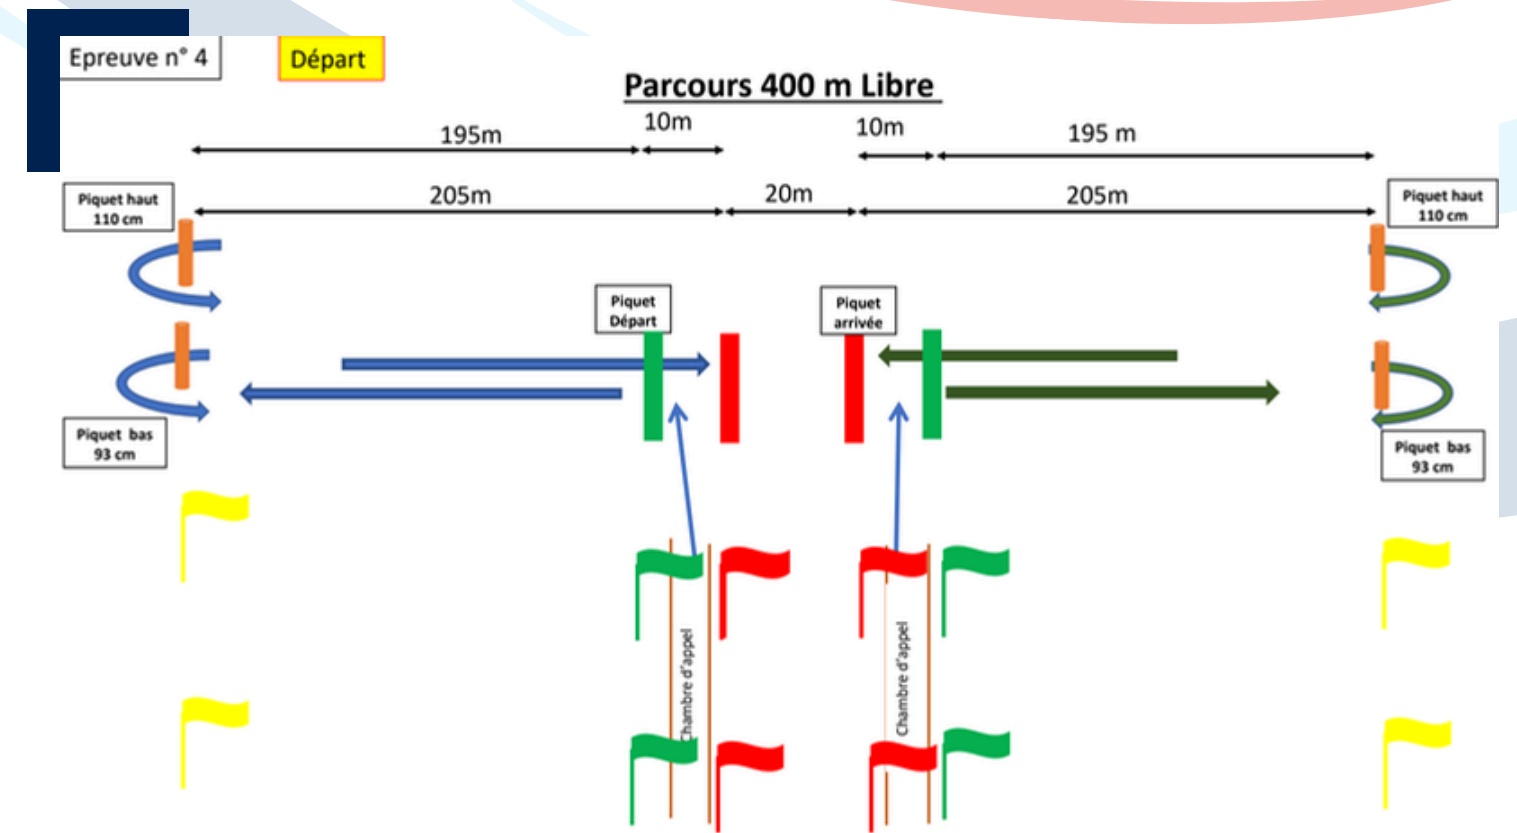 Epreuve n° 4
Départ
Parcours 400 m Libre
195m
10m
10m
195 m
205m
20m
205m
Piquet haut
110 cm
Piquet haut
110 cm
Piquet
Départ
Piquet
arrivée
Piquet bas
93 cm
Piquet bas
93 cm
Chambre d'appel
Chambre d'appel